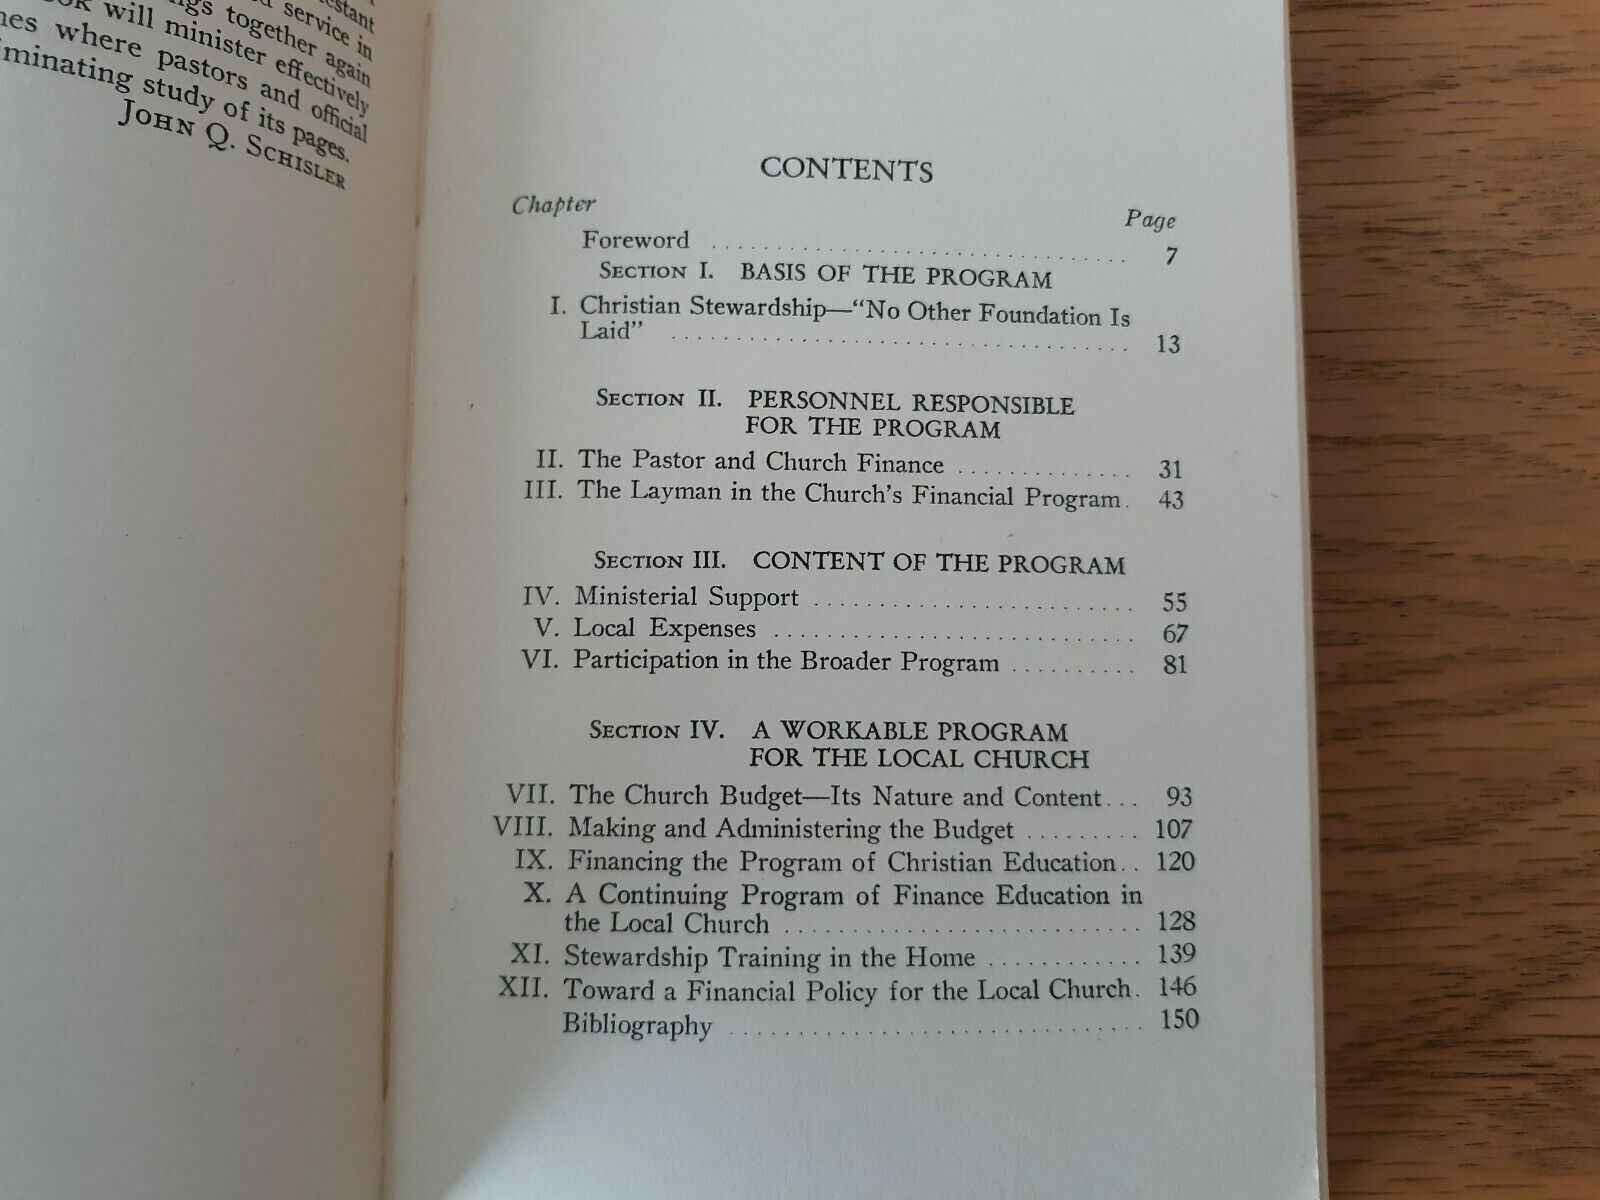 service in
together again
will minister effectively
where pastors and official
study of its pages.
JOHN Q. SCHISLER
CONTENTS
Chapter Page
Foreword .......... 7
SECTION I. BASIS OF THE PROGRAM
I. Christian Stewardship—"No Other Foundation Is
Laid" .......... 13
SECTION II. PERSONNEL RESPONSIBLE
FOR THE PROGRAM
II. The Pastor and Church Finance .......... 31
III. The Layman in the Church's Financial Program. 43
SECTION III. CONTENT OF THE PROGRAM
IV. Ministerial Support .......... 55
V. Local Expenses .......... 67
VI. Participation in the Broader Program .......... 81
SECTION IV. A WORKABLE PROGRAM
FOR THE LOCAL CHURCH
VII. The Church Budget—Its Nature and Content... 93
VIII. Making and Administering the Budget ......... 107
IX. Financing the Program of Christian Education.. 120
X. A Continuing Program of Finance Education in
the Local Church .......... 128
XI. Stewardship Training in the Home .......... 139
XII. Toward a Financial Policy for the Local Church. 146
Bibliography .......... 150